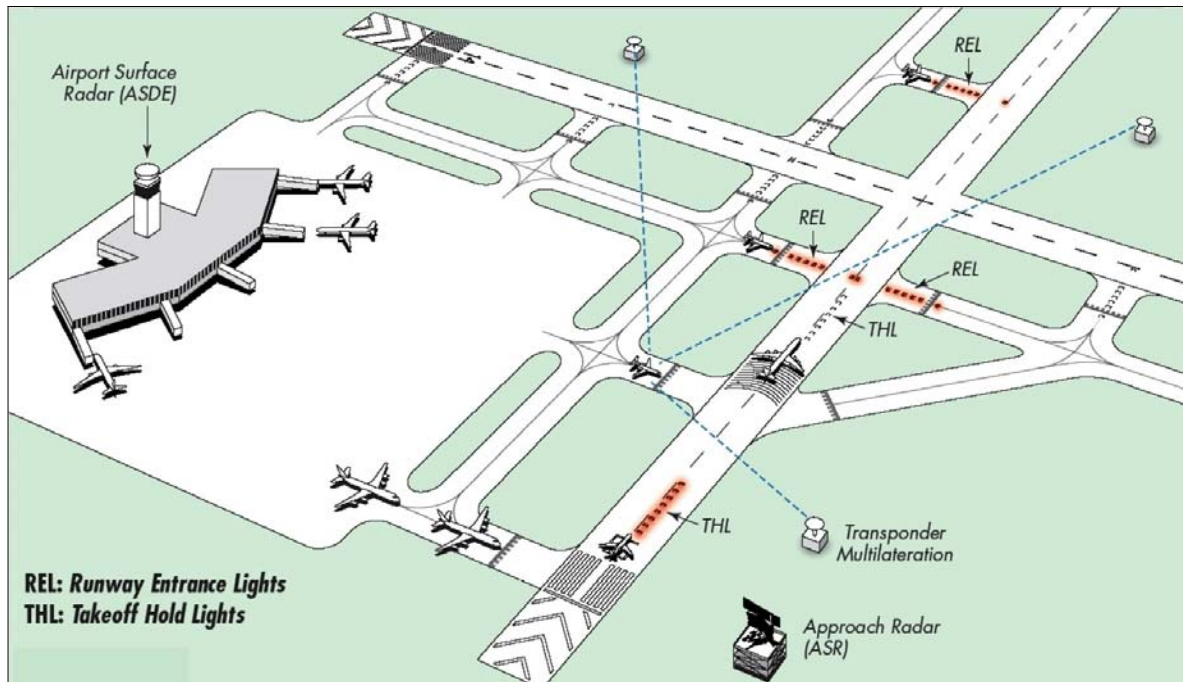 Airport Surface
Radar (ASDE)
REL
REL
REL
THL
THL
Transponder
Multilateration
REL: Runway Entrance Lights
THL: Takeoff Hold Lights
Approach Radar
(ASR)